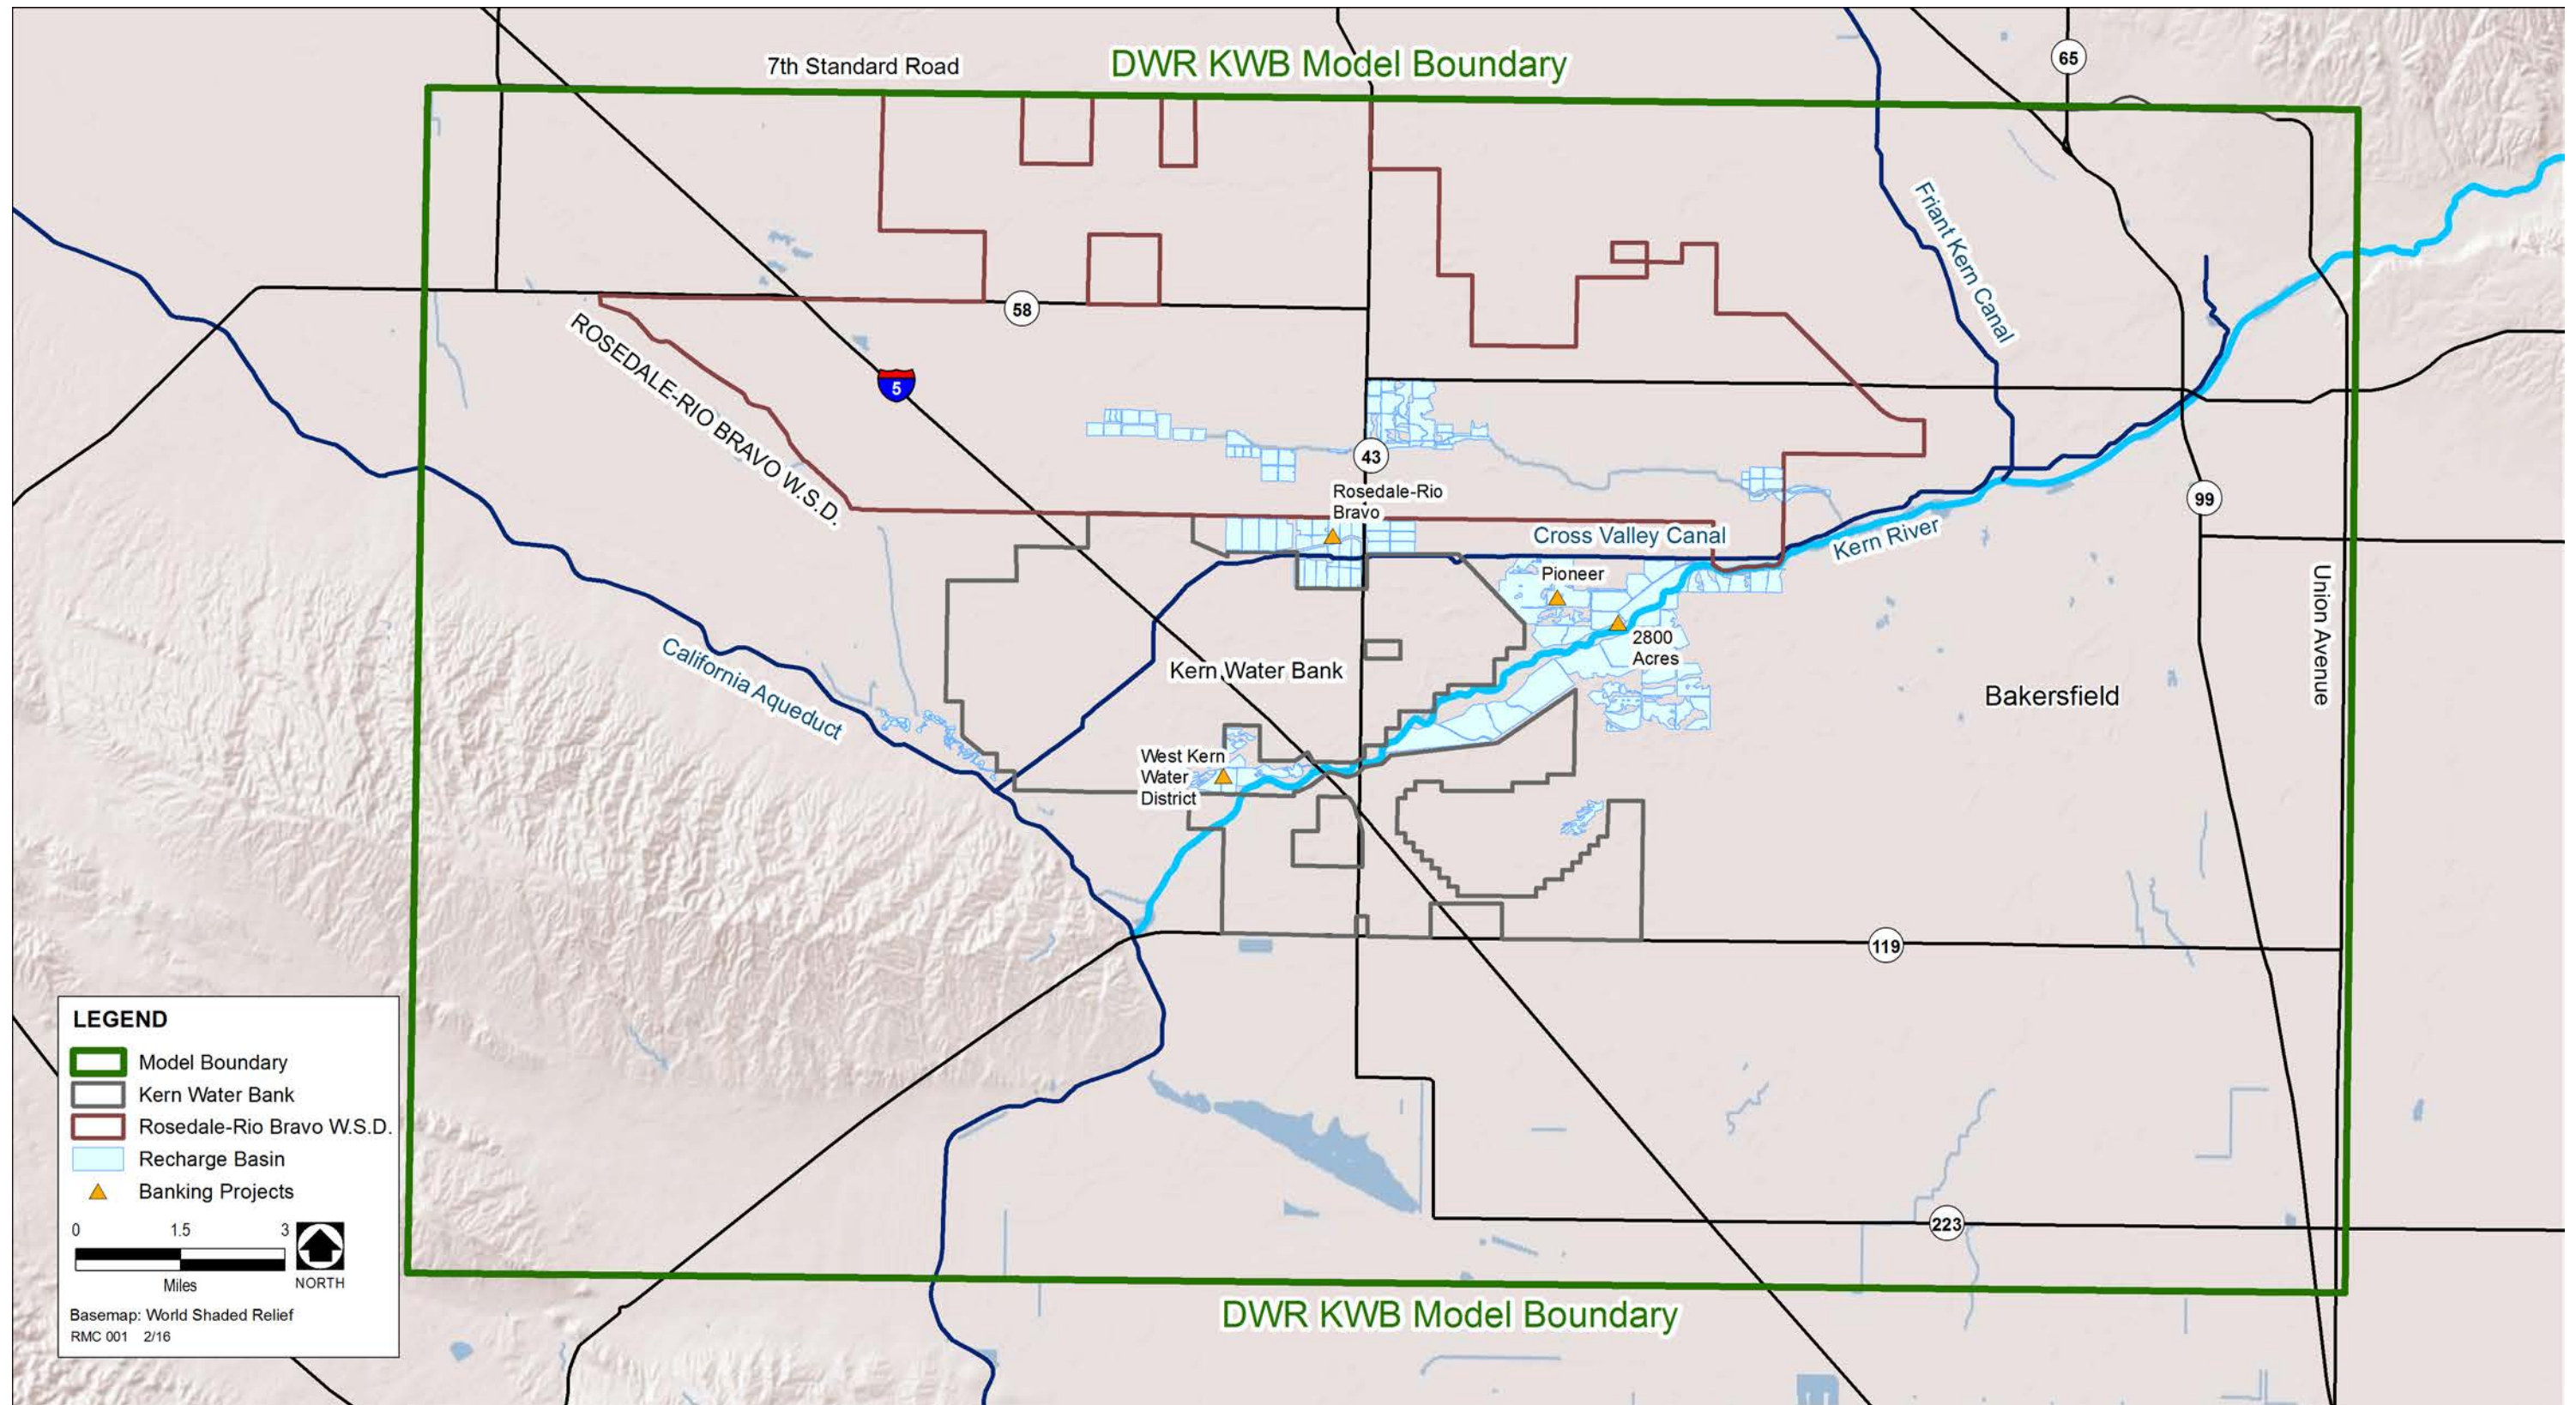 7th Standard Road
DWR KWB Model Boundary
65
Friant Kern Canal
58
ROSEDALE-RIO BRAVO W.S.D.
5
43
Rosedale-Rio
Bravo
99
Cross Valley Canal
Kern River
Pioneer
Union Avenue
2800
Acres
California Aqueduct
Kern Water Bank
Bakersfield
West Kern
Water
District
119
223
DWR KWB Model Boundary
LEGEND
Model Boundary
Kern Water Bank
Rosedale-Rio Bravo W.S.D.
Recharge Basin
Banking Projects
0 1.5 3
Miles
NORTH
Basemap: World Shaded Relief
RMC 001 2/16